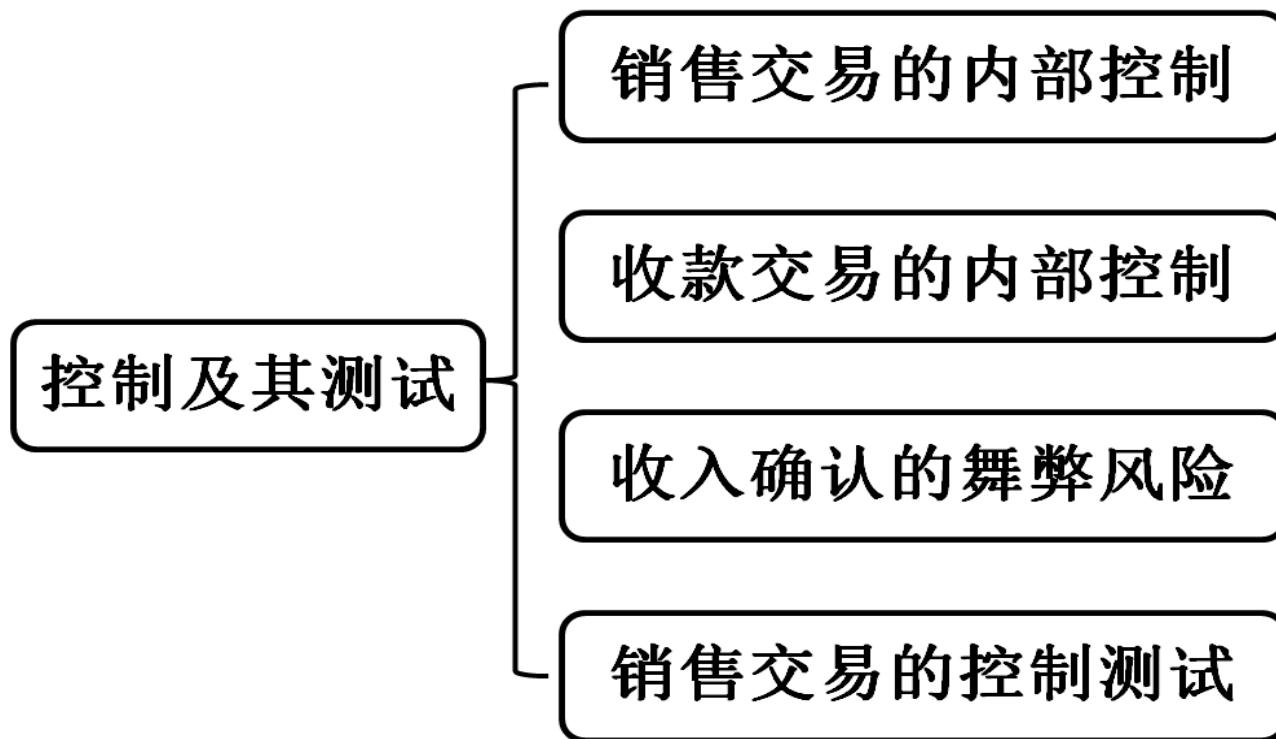 销售交易的内部控制
收款交易的内部控制
控制及其测试
收入确认的舞弊风险
销售交易的控制测试